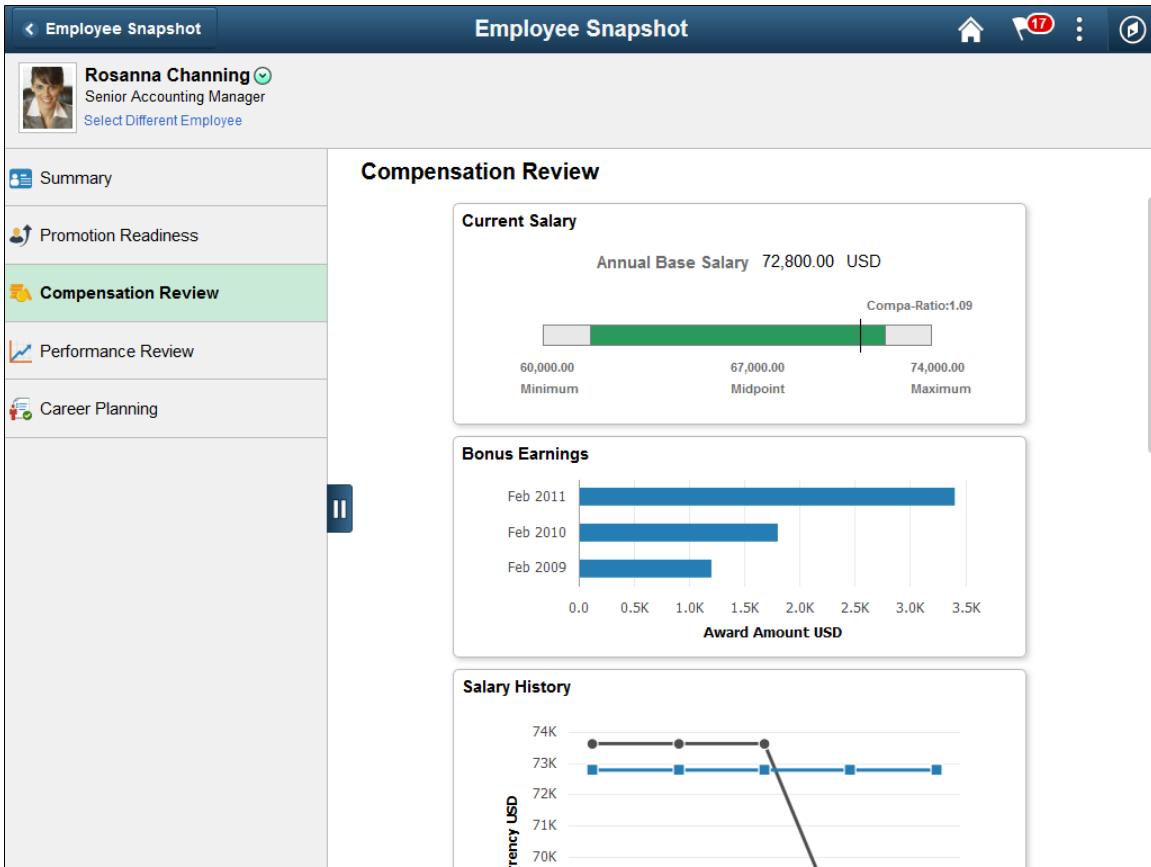 Employee Snapshot
Employee Snapshot
17
Rosanna Channing
Senior Accounting Manager
Select Different Employee
Summary
Promotion Readiness
Compensation Review
Performance Review
Career Planning
Compensation Review
Current Salary
Annual Base Salary 72,800.00 USD
Compa-Ratio:1.09
60,000.00 67,000.00 74,000.00
Minimum Midpoint Maximum
Bonus Earnings
Feb 2011
Feb 2010
Feb 2009
0.0 0.5K 1.0K 1.5K 2.0K 2.5K 3.0K 3.5K
Award Amount USD
Salary History
74K
73K
72K
71K
70K
rency USD